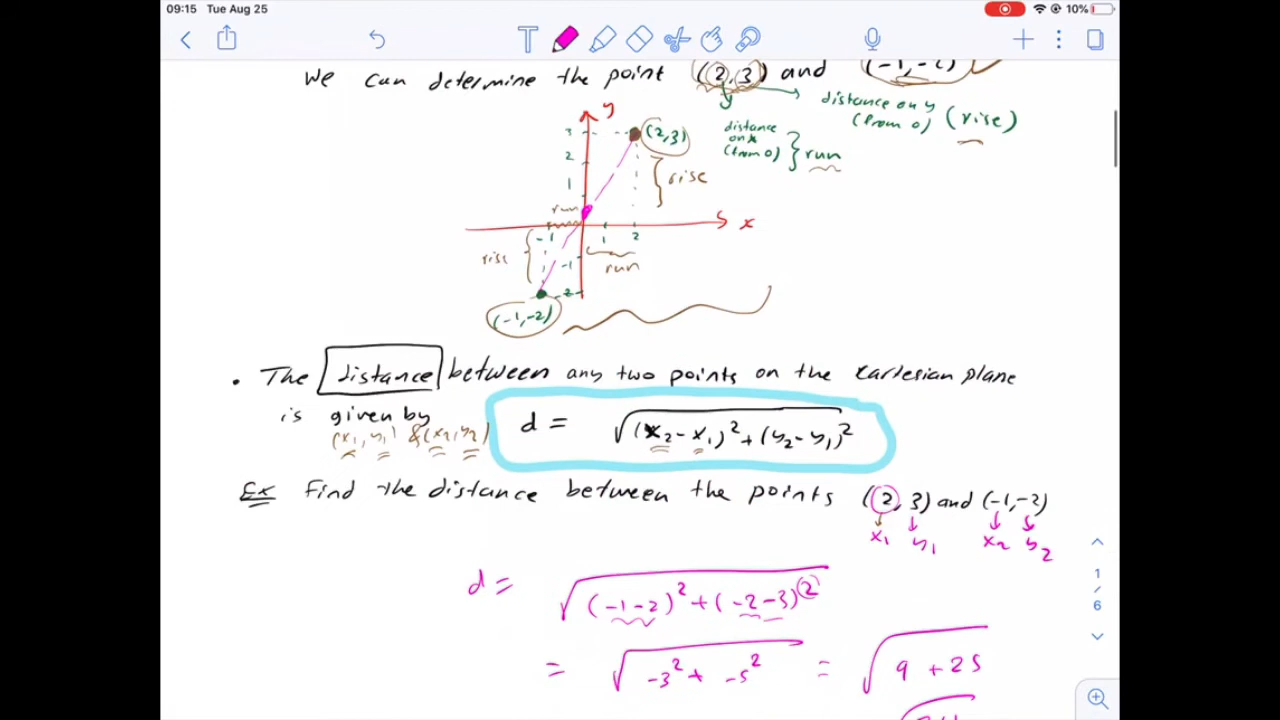 09:15 Tue Aug 25
10%
We can determine the point (2,3) and (-1,-2)
distance on y
(from 0) (rise)
distance
on x
(from 0) } run
y
3
(2,3)
2
1
rise
run
x
-1 1 2
rise
run
-1
-2
(-1,-2)
• The distance between any two points on the Cartesian plane
is given by
(x₁, y₁) & (x₂, y₂)
d = √(x₂-x₁)² + (y₂-y₁)²
Ex Find the distance between the points (2, 3) and (-1,-2)
x₁ y₁ x₂ y₂
d = √(-1-2)² + (-2-3)²
= √-3² + -5² = √9 + 25
1
/
6